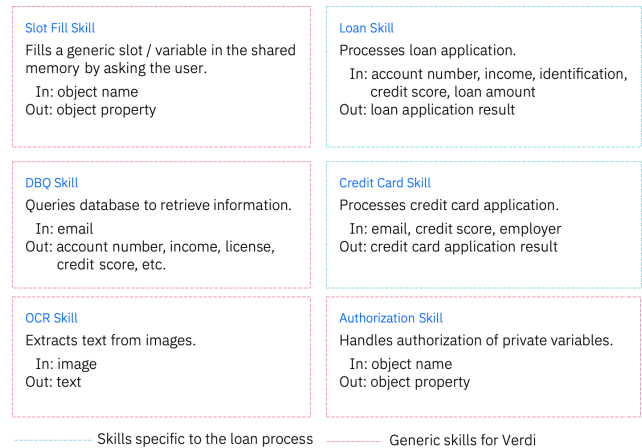 Slot Fill Skill
Fills a generic slot / variable in the shared
memory by asking the user.
In: object name
Out: object property
Loan Skill
Processes loan application.
In: account number, income, identification,
credit score, loan amount
Out: loan application result
DBQ Skill
Queries database to retrieve information.
In: email
Out: account number, income, license,
credit score, etc.
Credit Card Skill
Processes credit card application.
In: email, credit score, employer
Out: credit card application result
OCR Skill
Extracts text from images.
In: image
Out: text
Authorization Skill
Handles authorization of private variables.
In: object name
Out: object property
Skills specific to the loan process
Generic skills for Verdi